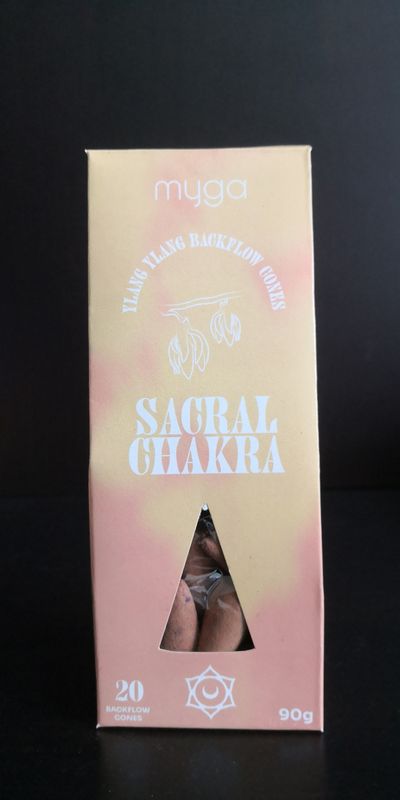 myga
YLANG YLANG BACKFLOW CONES
SACRAL
CHAKRA
20
BACKFLOW
CONES
90g